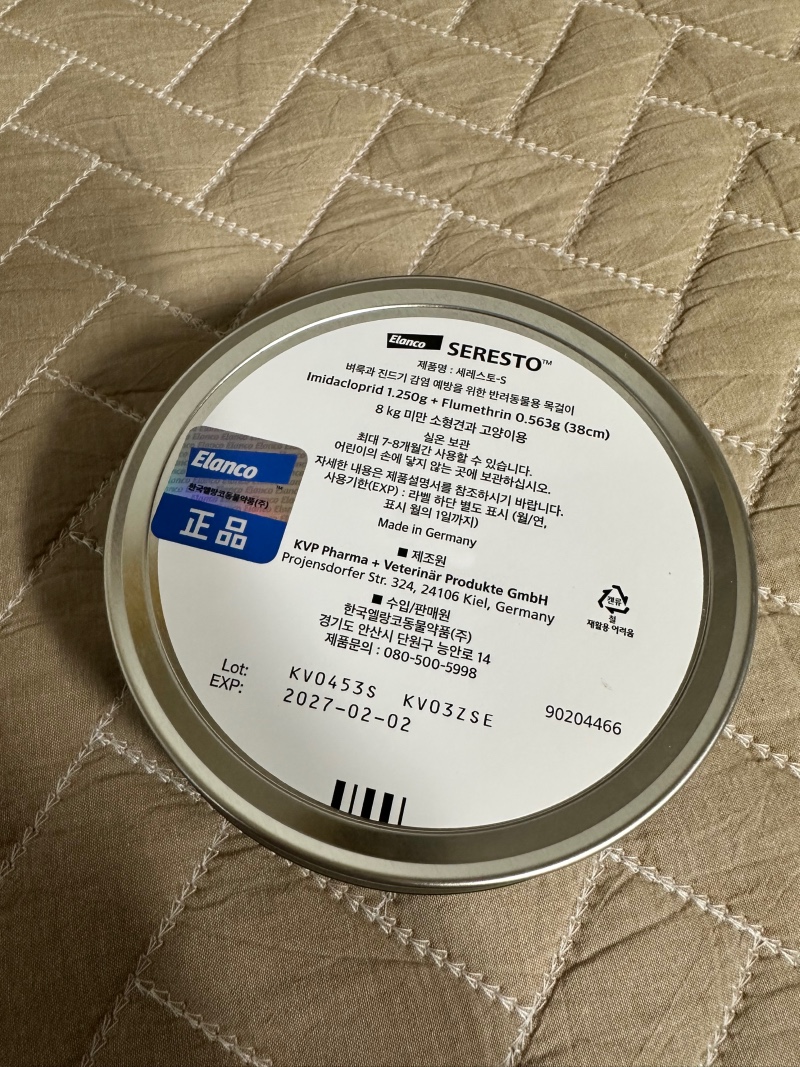 Elanco SERESTO™
제품명 : 세레스토-S
벼룩과 진드기 감염 예방을 위한 반려동물용 목걸이
Imidacloprid 1.250g + Flumethrin 0.563g (38cm)
8 kg 미만 소형견과 고양이용
실온 보관
최대 7-8개월간 사용할 수 있습니다.
어린이의 손에 닿지 않는 곳에 보관하십시오.
자세한 내용은 제품설명서를 참조하시기 바랍니다.
사용기한(EXP) : 라벨 하단 별도 표시 (월/연,
표시 월의 1일까지)
Made in Germany
■ 제조원
KVP Pharma + Veterinär Produkte GmbH
Projensdorfer Str. 324, 24106 Kiel, Germany
■ 수입/판매원
한국엘랑코동물약품(주)
경기도 안산시 단원구 능안로 14
제품문의 : 080-500-5998
Lot: KV0453S KV03ZSE
EXP: 2027-02-02
90204466
Elanco™
한국엘랑코동물약품(주)
正品
캔류
철
재활용 어려움